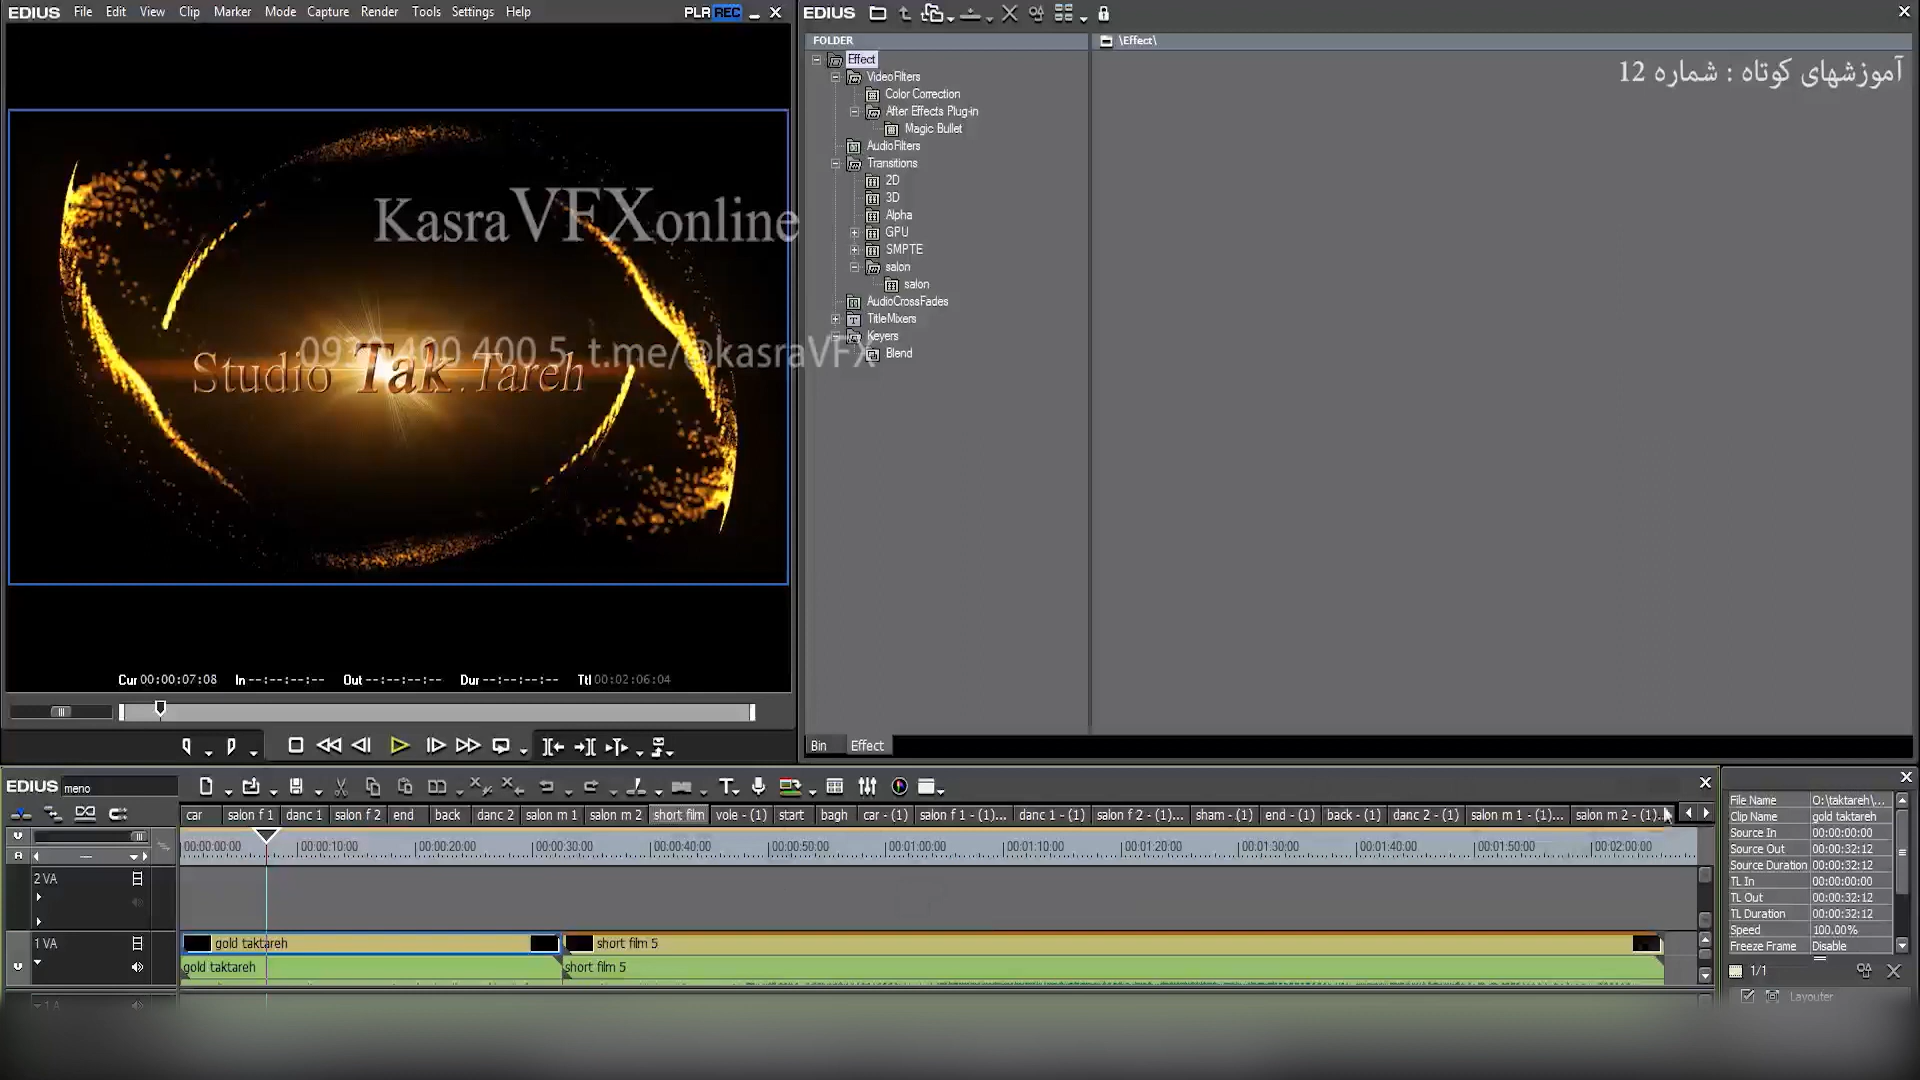 EDIUS File Edit View Clip Marker Mode Capture Render Tools Settings Help PLR REC
EDIUS
FOLDER
\Effect\
آموزشهای کوتاه : شماره 12
Effect
VideoFilters
Color Correction
After Effects Plug-in
Magic Bullet
AudioFilters
Transitions
2D
3D
Alpha
GPU
SMPTE
salon
salon
AudioCrossFades
TitleMixers
Keyers
Blend
KasraVFXonline
t.me/@kasraVFX
Studio Tak.Tareh
Cur 00:00:07:08 In --:--:--:-- Out --:--:--:-- Dur --:--:--:-- Ttl 00:02:06:04
Bin Effect
EDIUS meno
car salon f 1 danc 1 salon f 2 end back danc 2 salon m 1 salon m 2 short film vole - (1) start bagh car - (1) salon f 1 - (1)... danc 1 - (1) salon f 2 - (1)... sham - (1) end - (1) back - (1) danc 2 - (1) salon m 1 - (1)... salon m 2 - (1)...
00:00:00:00 00:00:10:00 00:00:20:00 00:00:30:00 00:00:40:00 00:00:50:00 00:01:00:00 00:01:10:00 00:01:20:00 00:01:30:00 00:01:40:00 00:01:50:00 00:02:00:00
2 VA
1 VA
gold taktareh short film 5
gold taktareh short film 5
1 A
File Name O:\taktareh\...
Clip Name gold taktareh
Source In 00:00:00:00
Source Out 00:00:32:12
Source Duration 00:00:32:12
TL In 00:00:00:00
TL Out 00:00:32:12
TL Duration 00:00:32:12
Speed 100.00%
Freeze Frame Disable
1/1
Layouter